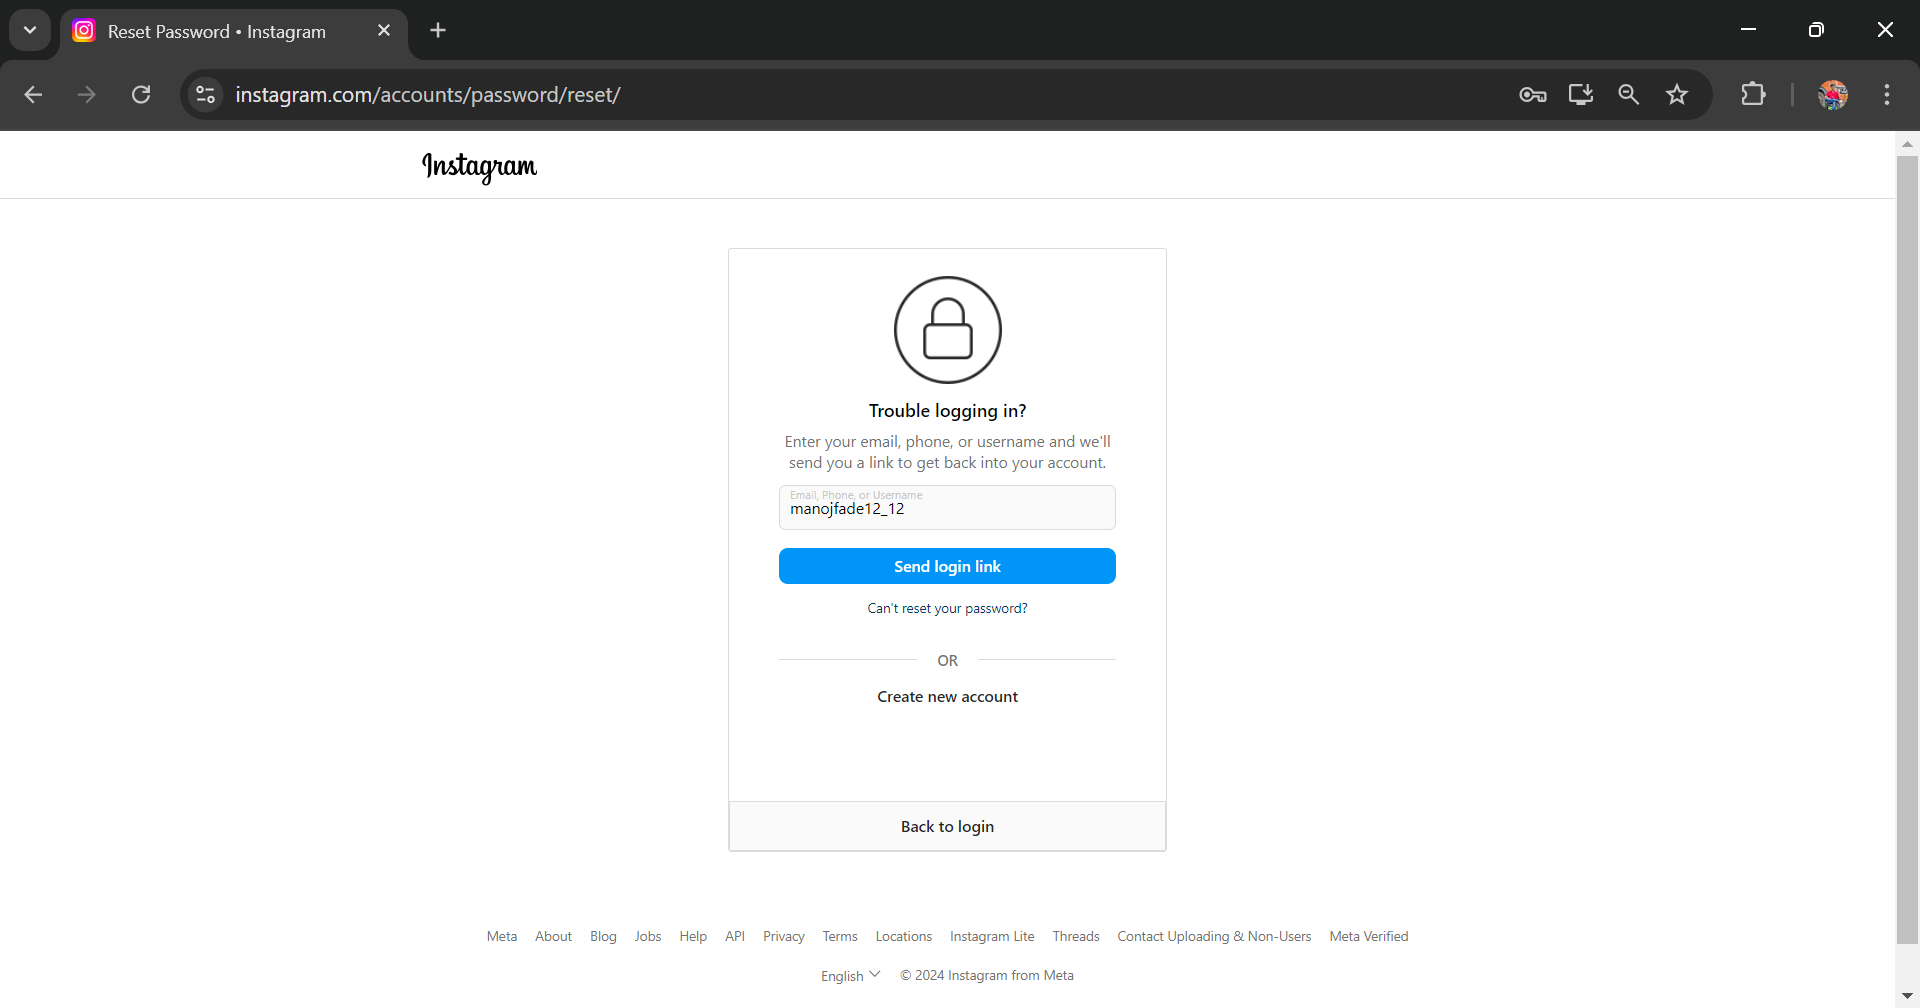 Reset Password • Instagram
instagram.com/accounts/password/reset/
Instagram
Trouble logging in?
Enter your email, phone, or username and we'll
send you a link to get back into your account.
Email, Phone, or Username
manojfade12_12
Send login link
Can't reset your password?
OR
Create new account
Back to login
Meta About Blog Jobs Help API Privacy Terms Locations Instagram Lite Threads Contact Uploading & Non-Users Meta Verified
English © 2024 Instagram from Meta